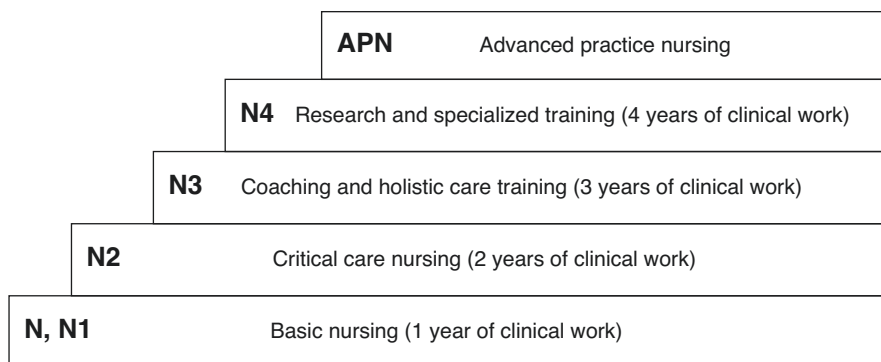 APN Advanced practice nursing
N4 Research and specialized training (4 years of clinical work)
N3 Coaching and holistic care training (3 years of clinical work)
N2 Critical care nursing (2 years of clinical work)
N, N1 Basic nursing (1 year of clinical work)